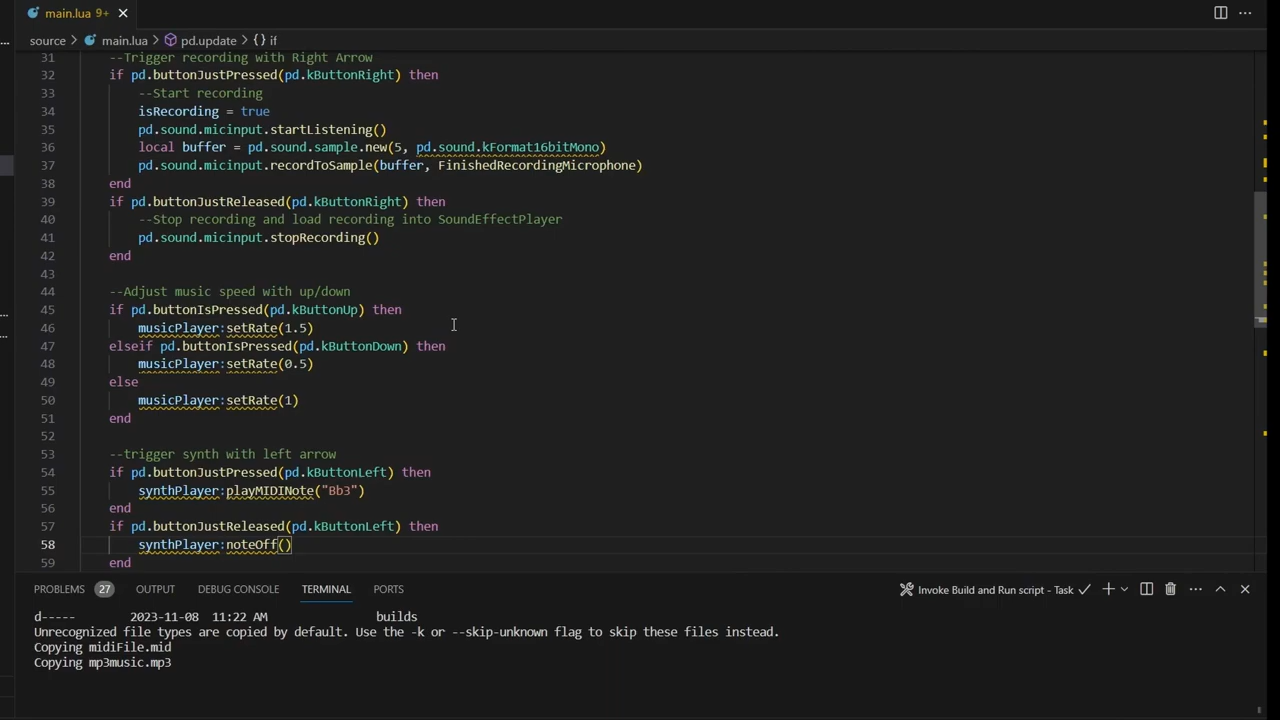 main.lua 9+
source > main.lua > pd.update > {} if
31 --Trigger recording with Right Arrow
32 if pd.buttonJustPressed(pd.kButtonRight) then
33 --Start recording
34 isRecording = true
35 pd.sound.micinput.startListening()
36 local buffer = pd.sound.sample.new(5, pd.sound.kFormat16bitMono)
37 pd.sound.micinput.recordToSample(buffer, FinishedRecordingMicrophone)
38 end
39 if pd.buttonJustReleased(pd.kButtonRight) then
40 --Stop recording and load recording into SoundEffectPlayer
41 pd.sound.micinput.stopRecording()
42 end
43
44 --Adjust music speed with up/down
45 if pd.buttonIsPressed(pd.kButtonUp) then
46 musicPlayer:setRate(1.5)
47 elseif pd.buttonIsPressed(pd.kButtonDown) then
48 musicPlayer:setRate(0.5)
49 else
50 musicPlayer:setRate(1)
51 end
52
53 --trigger synth with left arrow
54 if pd.buttonJustPressed(pd.kButtonLeft) then
55 synthPlayer:playMIDINote("Bb3")
56 end
57 if pd.buttonJustReleased(pd.kButtonLeft) then
58 synthPlayer:noteOff()
59 end
PROBLEMS 27 OUTPUT DEBUG CONSOLE TERMINAL PORTS Invoke Build and Run script - Task
d----- 2023-11-08 11:22 AM builds
Unrecognized file types are copied by default. Use the -k or --skip-unknown flag to skip these files instead.
Copying midiFile.mid
Copying mp3music.mp3